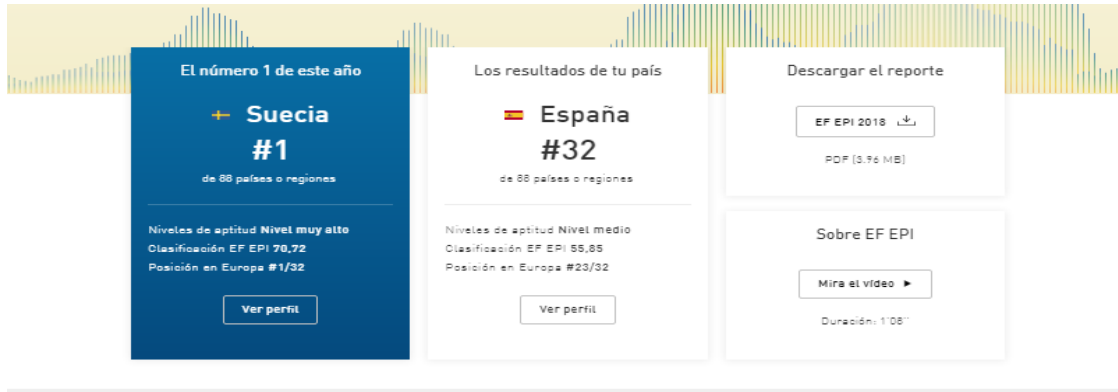 El número 1 de este año
Suecia
#1
de 88 países o regiones
Niveles de aptitud Nivel muy alto
Clasificación EF EPI 70,72
Posición en Europa #1/32
Ver perfil
Los resultados de tu país
España
#32
de 88 países o regiones
Niveles de aptitud Nivel medio
Clasificación EF EPI 55,85
Posición en Europa #23/32
Ver perfil
Descargar el reporte
EF EPI 2018
PDF (3.96 MB)
Sobre EF EPI
Mira el vídeo
Duración: 1'08''